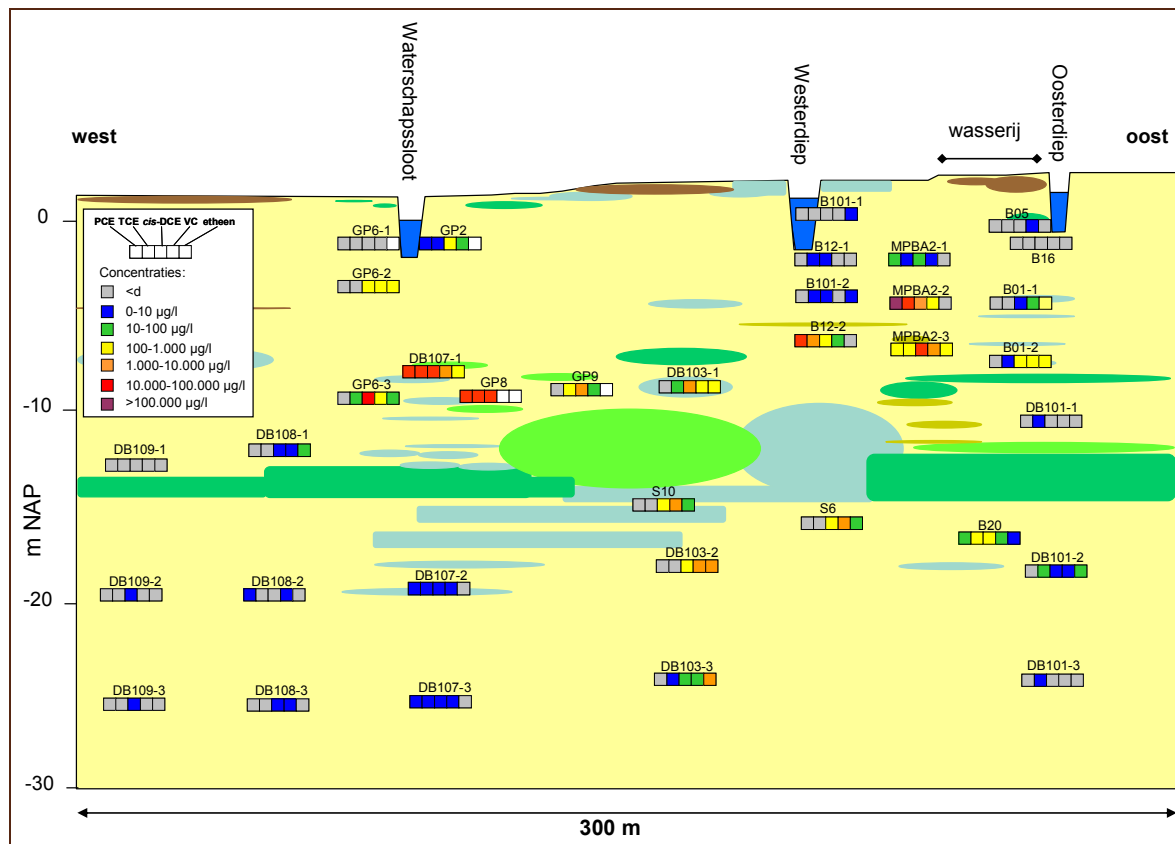 Waterschapssloot
Westerdiep
Oosterdiep
west
wasserij
oost
0
-10
-20
-30
m NAP
PCE TCE cis-DCE VC etheen
Concentraties:
<d
0-10 µg/l
10-100 µg/l
100-1.000 µg/l
1.000-10.000 µg/l
10.000-100.000 µg/l
>100.000 µg/l
B101-1
B05
GP6-1
GP2
B12-1
MPBA2-1
B16
GP6-2
B101-2
MPBA2-2
B01-1
B12-2
MPBA2-3
B01-2
DB107-1
GP6-3
GP8
GP9
DB103-1
DB101-1
DB108-1
DB109-1
S10
S6
B20
DB103-2
DB101-2
DB109-2
DB108-2
DB107-2
DB103-3
DB101-3
DB109-3
DB108-3
DB107-3
300 m